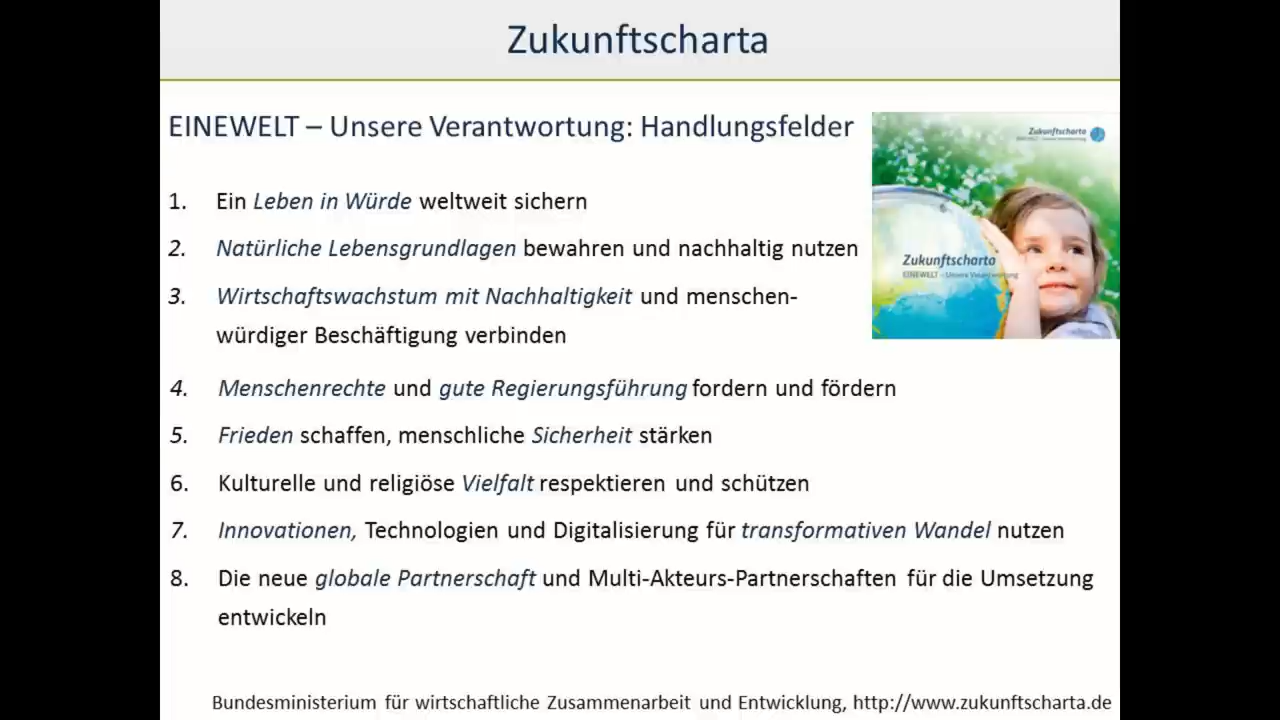 Zukunftscharta
EINEWELT – Unsere Verantwortung: Handlungsfelder
Zukunftscharta
EINEWELT – Unsere Verantwortung
Zukunftscharta
EINEWELT – Unsere Verantwortung
1. Ein Leben in Würde weltweit sichern
2. Natürliche Lebensgrundlagen bewahren und nachhaltig nutzen
3. Wirtschaftswachstum mit Nachhaltigkeit und menschen-
würdiger Beschäftigung verbinden
4. Menschenrechte und gute Regierungsführung fordern und fördern
5. Frieden schaffen, menschliche Sicherheit stärken
6. Kulturelle und religiöse Vielfalt respektieren und schützen
7. Innovationen, Technologien und Digitalisierung für transformativen Wandel nutzen
8. Die neue globale Partnerschaft und Multi-Akteurs-Partnerschaften für die Umsetzung
entwickeln
Bundesministerium für wirtschaftliche Zusammenarbeit und Entwicklung, http://www.zukunftscharta.de